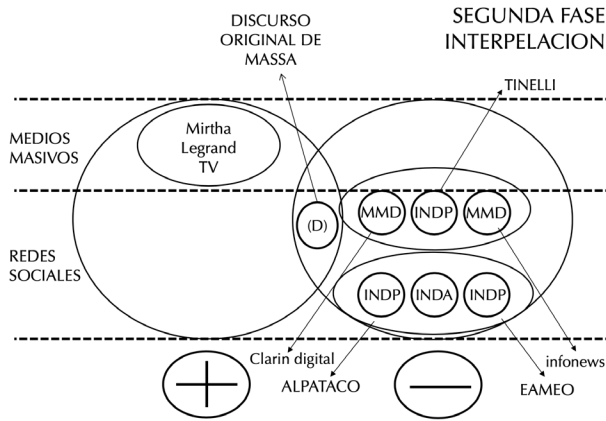 SEGUNDA FASE
INTERPELACION
DISCURSO
ORIGINAL DE
MASSA
TINELLI
MEDIOS
MASIVOS
Mirtha
Legrand
TV
REDES
SOCIALES
(D)
MMD INDP MMD
INDP INDA INDP
Clarin digital
ALPATACO
infonews
EAMEO